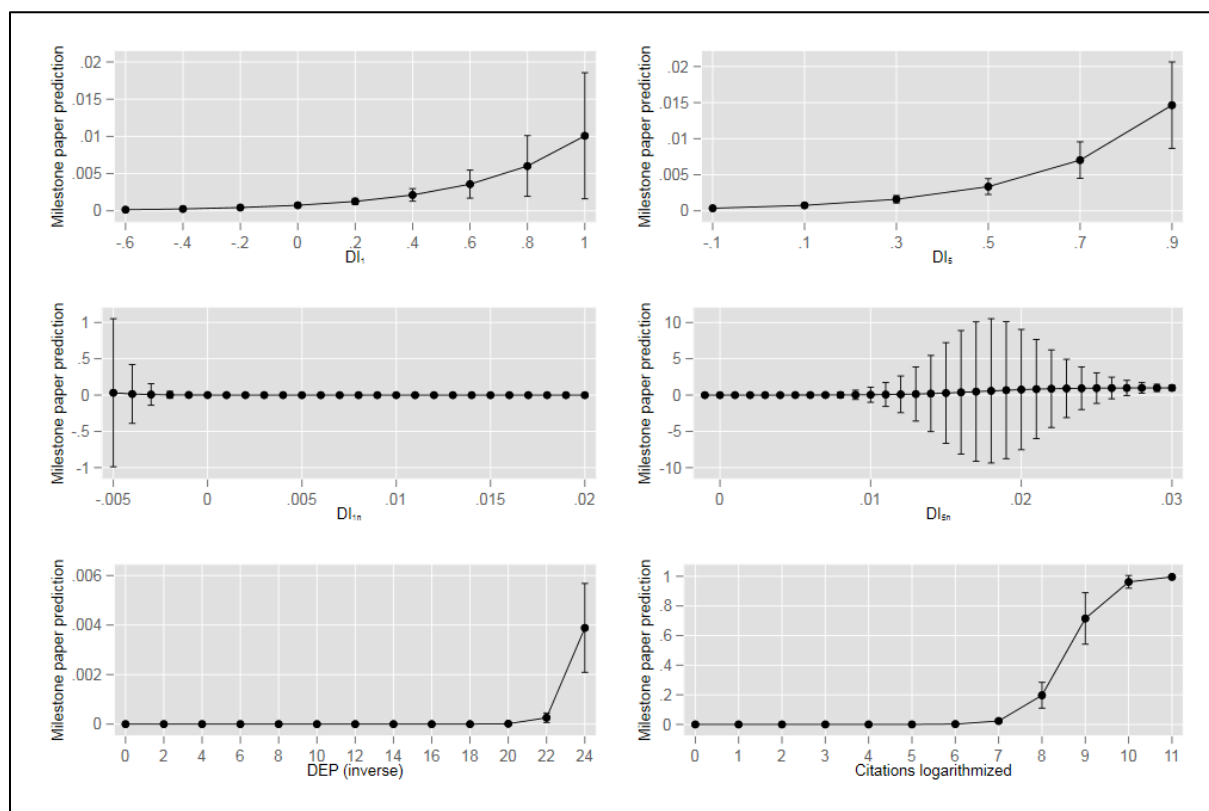 Milestone paper prediction
.02
.015
.01
.005
0
-.6 -.4 -.2 0 .2 .4 .6 .8 1
DI₁
Milestone paper prediction
.02
.015
.01
.005
0
-.1 .1 .3 .5 .7 .9
DI₅
Milestone paper prediction
1
.5
0
-.5
-1
-.005 0 .005 .01 .015 .02
DI₁ₙ
Milestone paper prediction
10
5
0
-5
-10
0 .01 .02 .03
DI₅ₙ
Milestone paper prediction
.006
.004
.002
0
0 2 4 6 8 10 12 14 16 18 20 22 24
DEP (inverse)
Milestone paper prediction
1
.8
.6
.4
.2
0
0 1 2 3 4 5 6 7 8 9 10 11
Citations logarithmized